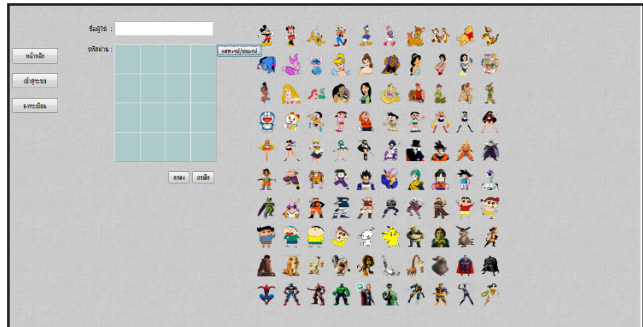 ชื่อผู้ใช้ :
รหัสผ่าน :
หน้าหลัก
เข้าสู่ระบบ
ลงทะเบียน
ตกลง
ยกเลิก